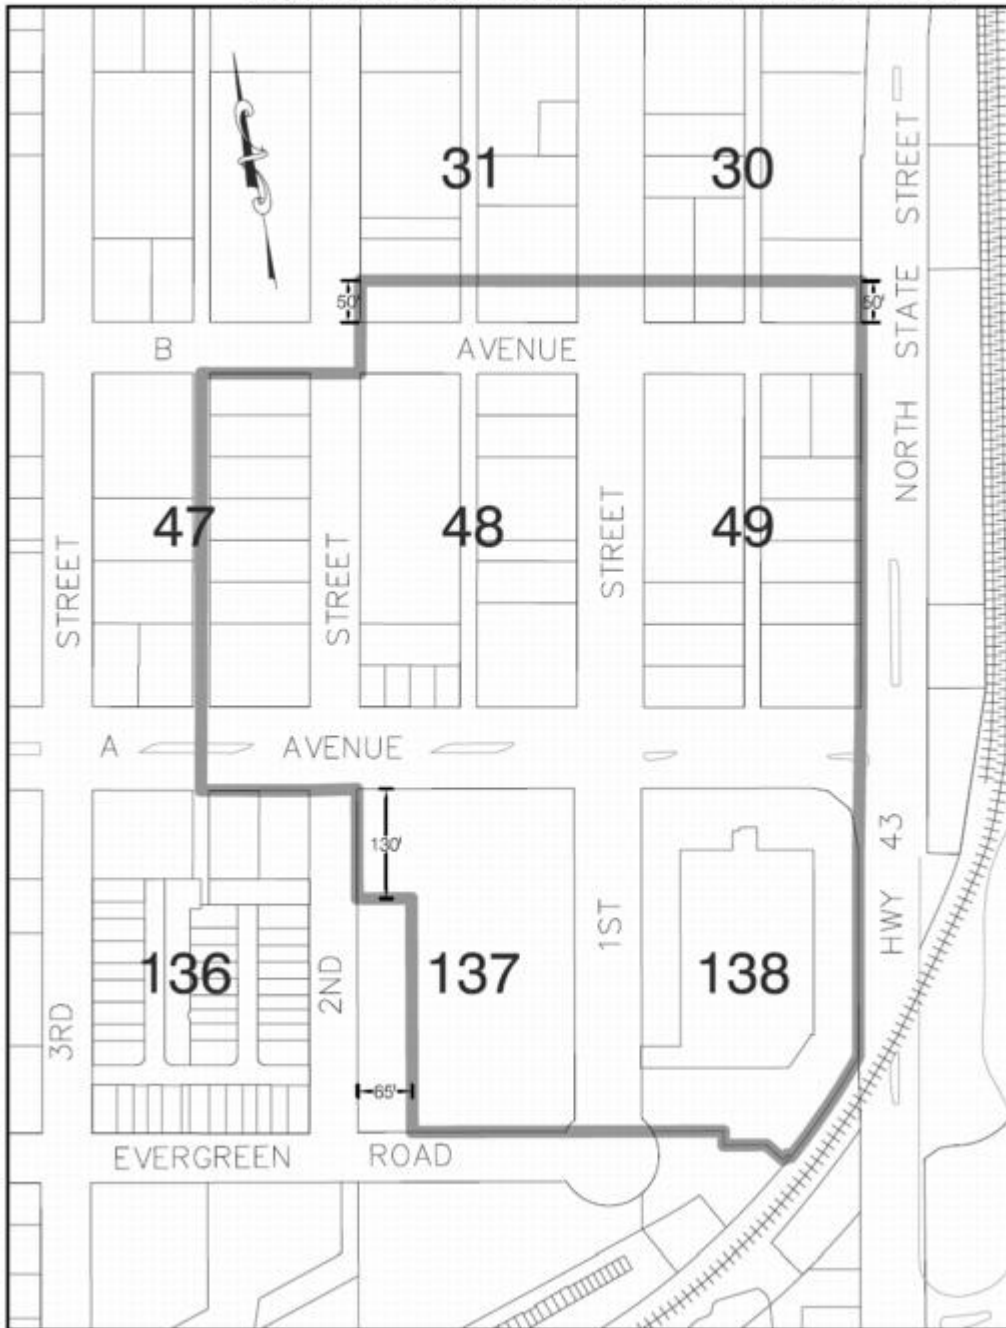 31
30
50'
50'
B AVENUE
NORTH STATE STREET
47
48
49
STREET
STREET
STREET
A AVENUE
130'
HWY 43
1ST
136
2ND
137
138
3RD
65'
EVERGREEN ROAD